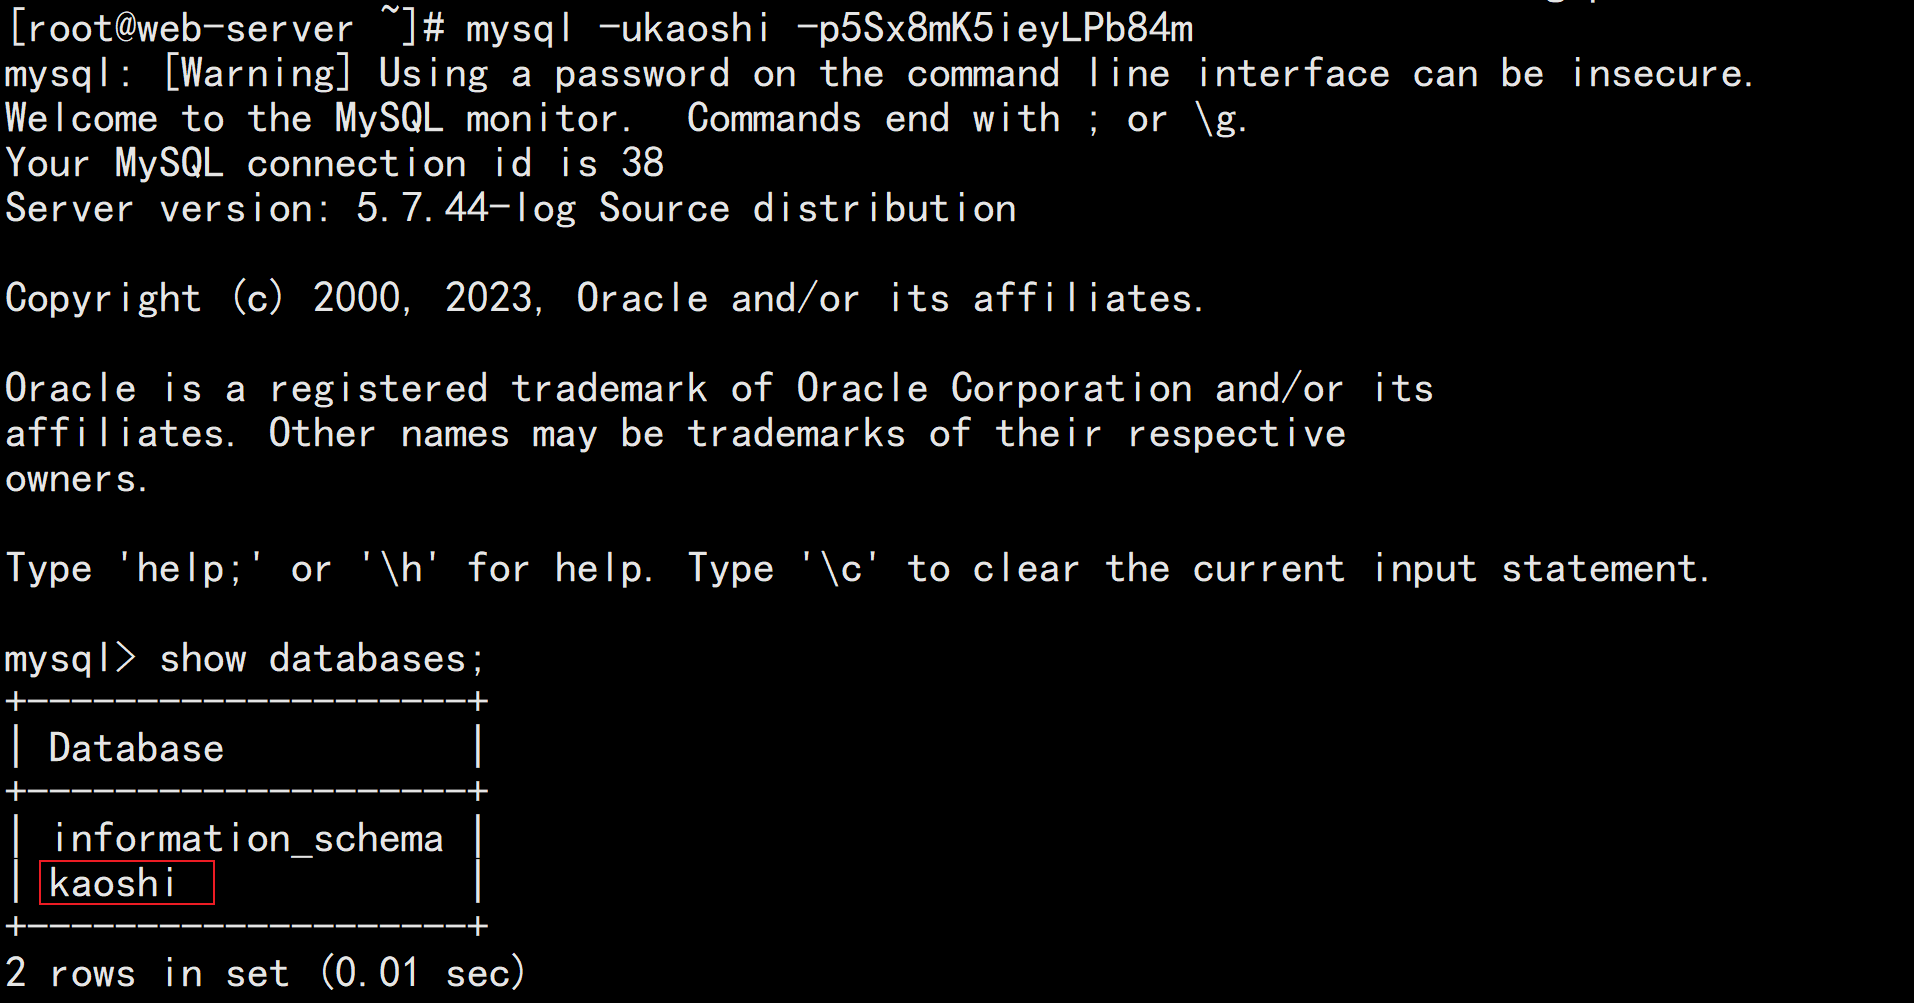 [root@web-server ~]# mysql -ukaoshi -p5Sx8mK5ieyLPb84m
mysql: [Warning] Using a password on the command line interface can be insecure.
Welcome to the MySQL monitor.  Commands end with ; or \g.
Your MySQL connection id is 38
Server version: 5.7.44-log Source distribution
Copyright (c) 2000, 2023, Oracle and/or its affiliates.
Oracle is a registered trademark of Oracle Corporation and/or its
affiliates. Other names may be trademarks of their respective
owners.
Type 'help;' or '\h' for help. Type '\c' to clear the current input statement.
mysql> show databases;
+--------------------+
| Database           |
+--------------------+
| information_schema |
| kaoshi             |
+--------------------+
2 rows in set (0.01 sec)